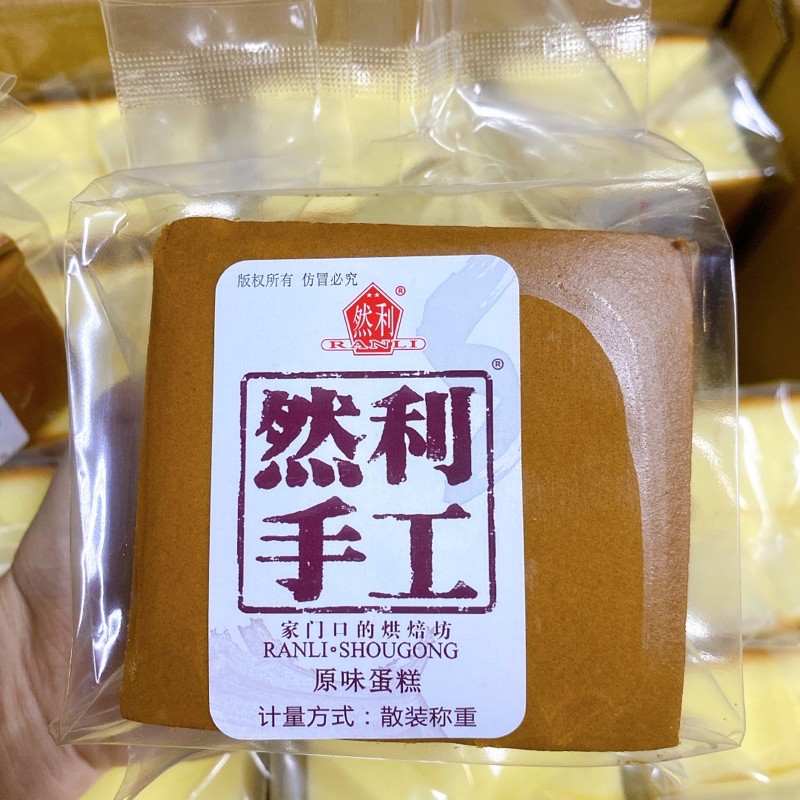 版权所有 仿冒必究
®
然利
RANLI
®
然利
手工
家门口的烘焙坊
RANLI•SHOUGONG
原味蛋糕
计量方式：散装称重